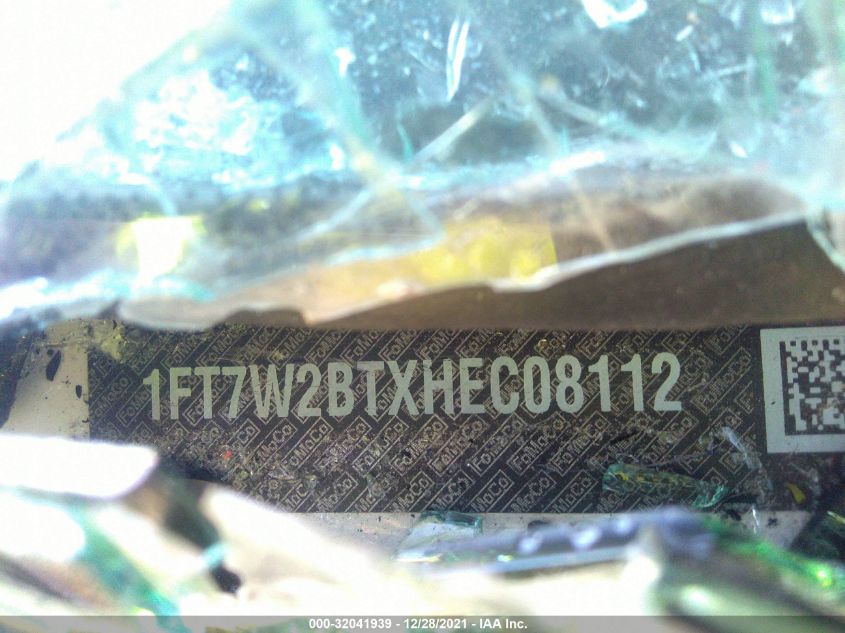 1FT7W2BTXHEC08112
000-32041939 - 12/28/2021 - IAA Inc.